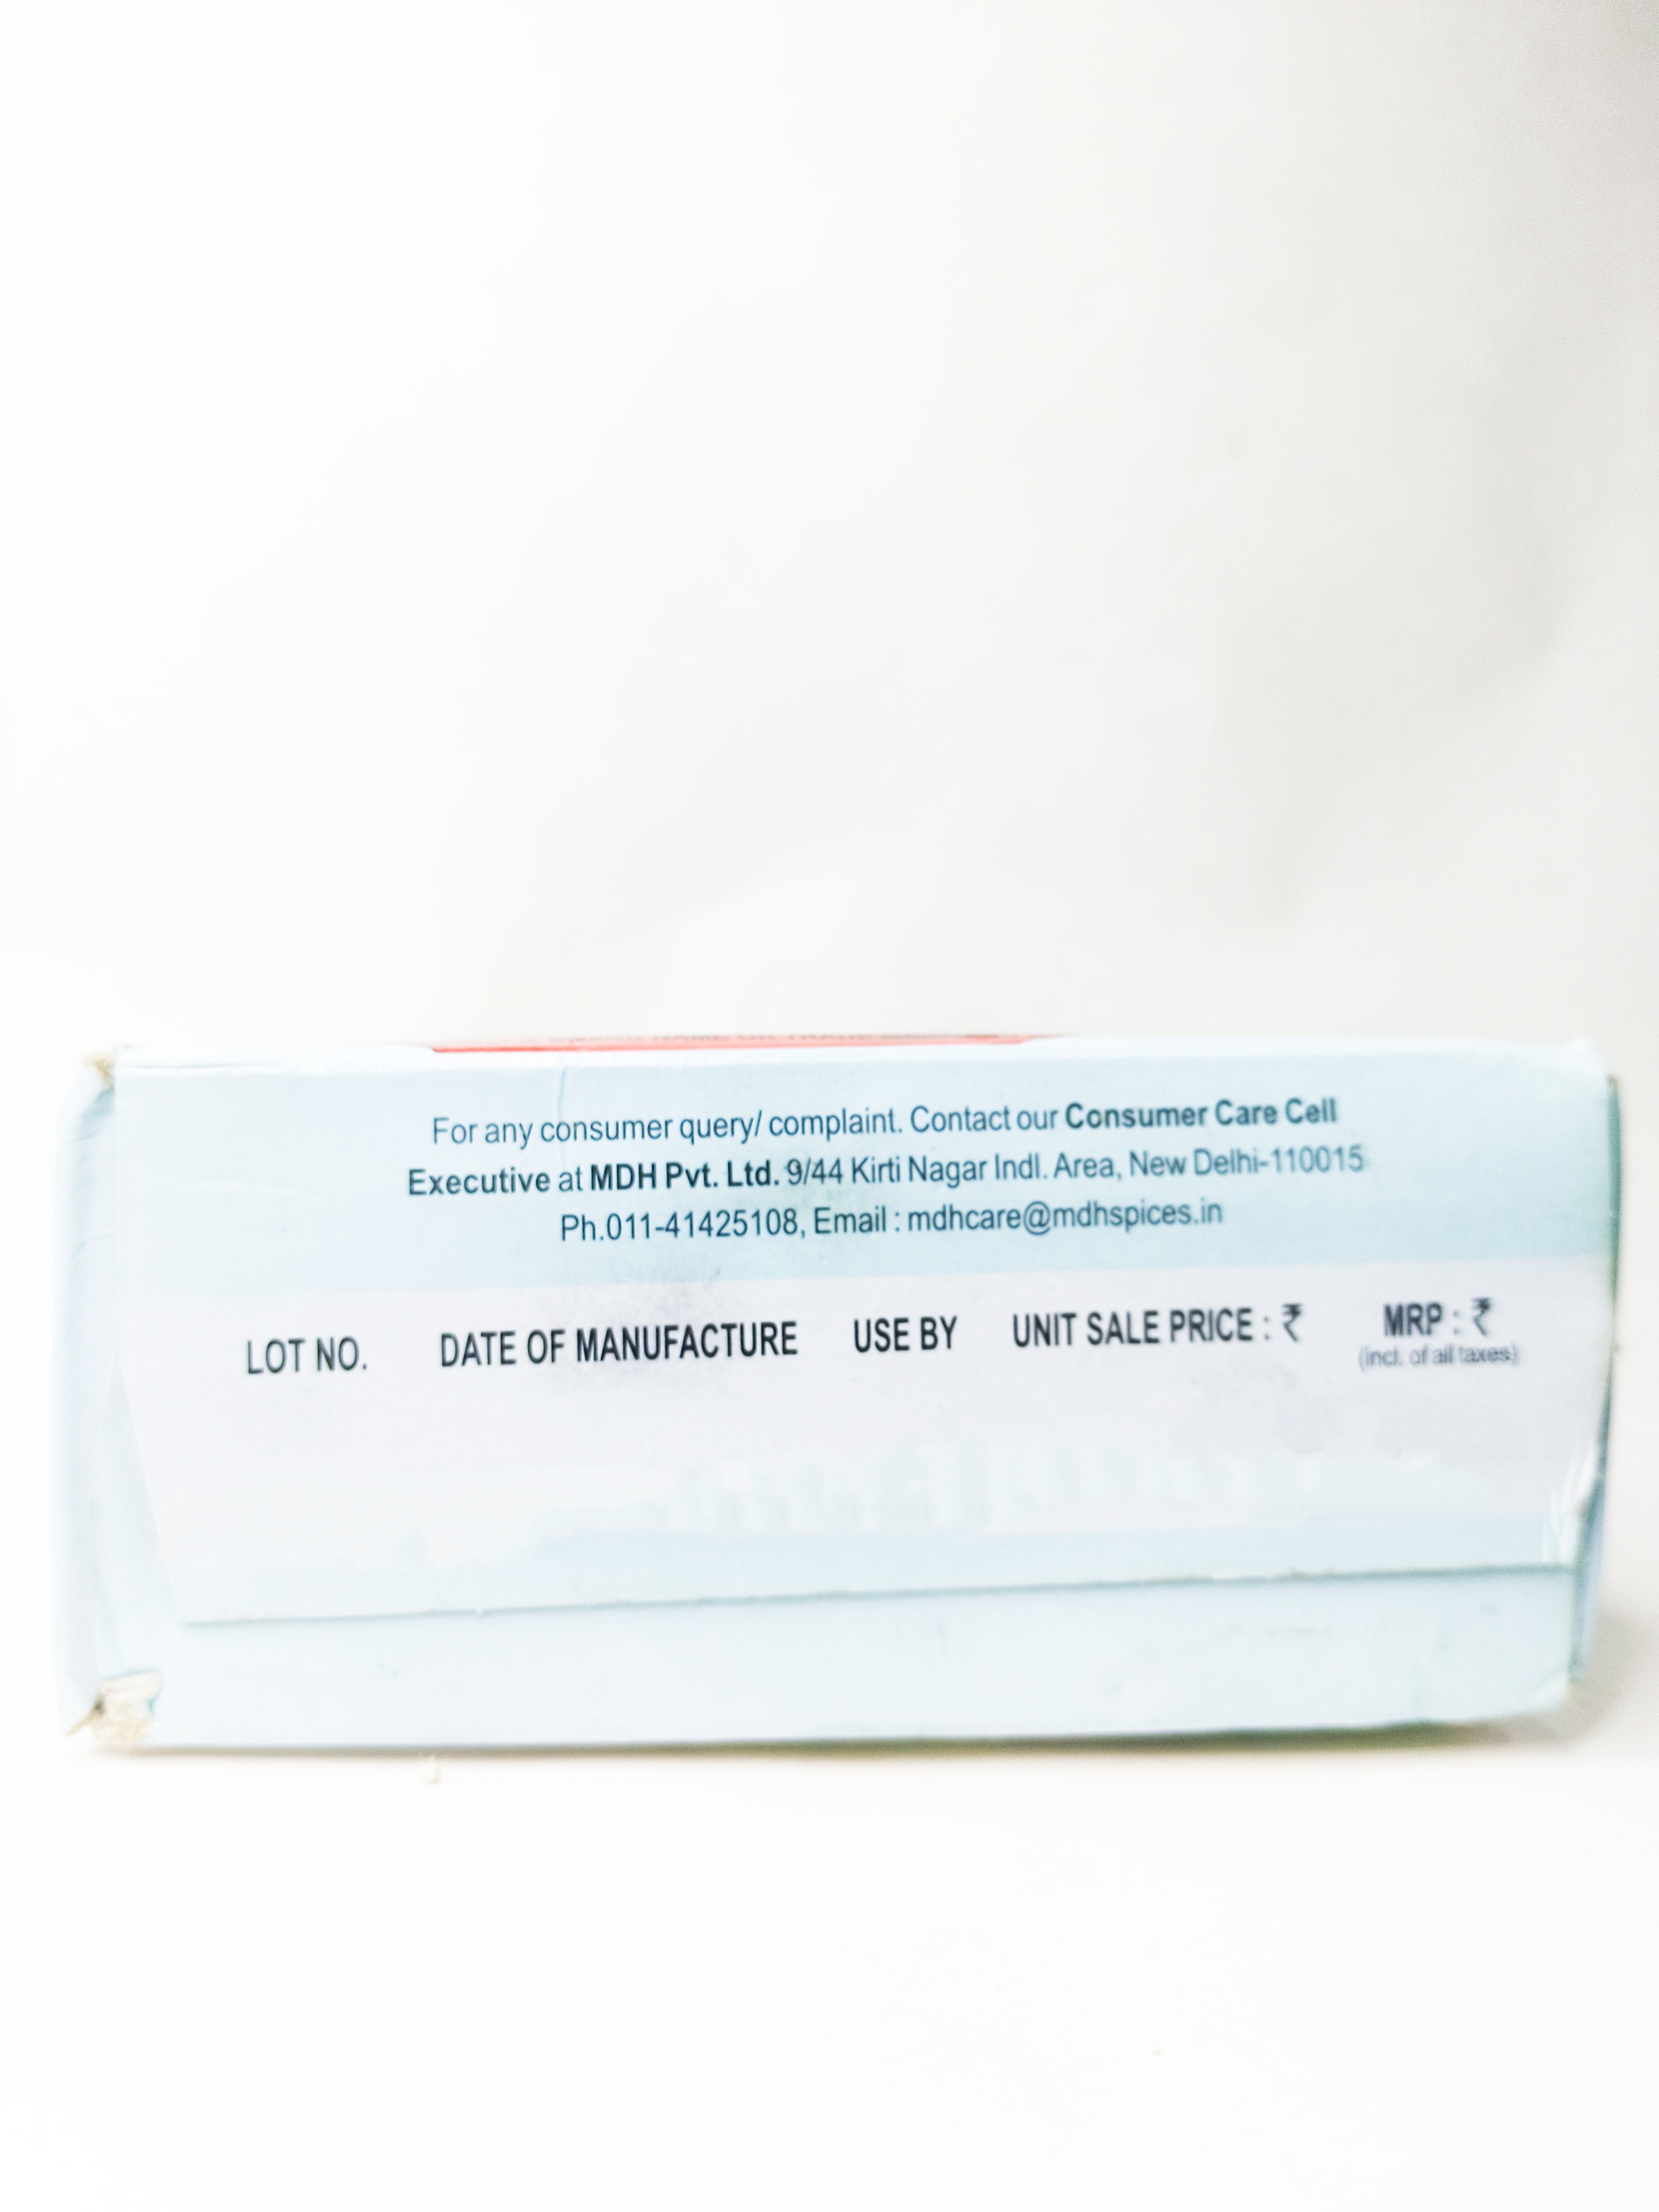 For any consumer query/ complaint. Contact our Consumer Care Cell
Executive at MDH Pvt. Ltd. 9/44 Kirti Nagar Indl. Area, New Delhi-110015
Ph.011-41425108, Email : mdhcare@mdhspices.in
LOT NO. DATE OF MANUFACTURE USE BY UNIT SALE PRICE : ₹ MRP : ₹
(incl. of all taxes)